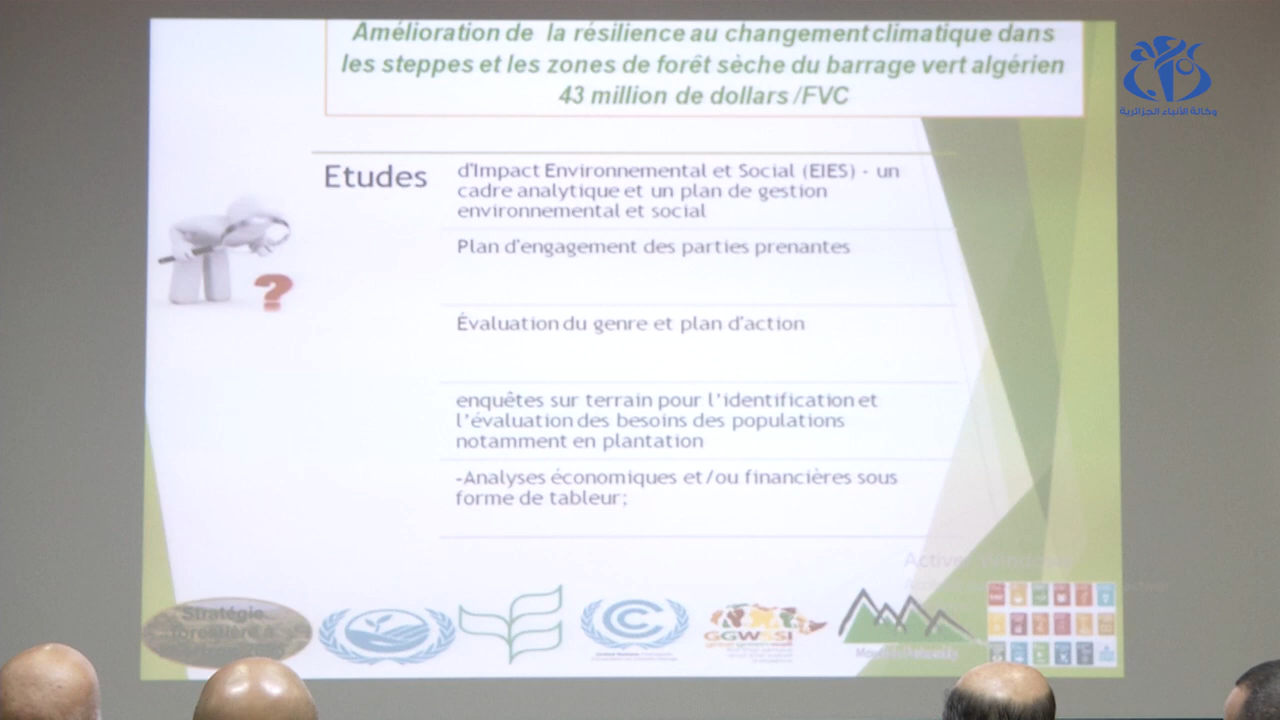 Amélioration de la résilience au changement climatique dans
les steppes et les zones de forêt sèche du barrage vert algérien
43 million de dollars /FVC
وكالة الأنباء الجزائرية
Etudes
d'Impact Environnemental et Social (EIES) - un
cadre analytique et un plan de gestion
environnemental et social
Plan d'engagement des parties prenantes
Évaluation du genre et plan d'action
enquêtes sur terrain pour l'identification et
l'évaluation des besoins des populations
notamment en plantation
-Analyses économiques et/ou financières sous
forme de tableur;
Stratégie
forestière à
GGWSSI